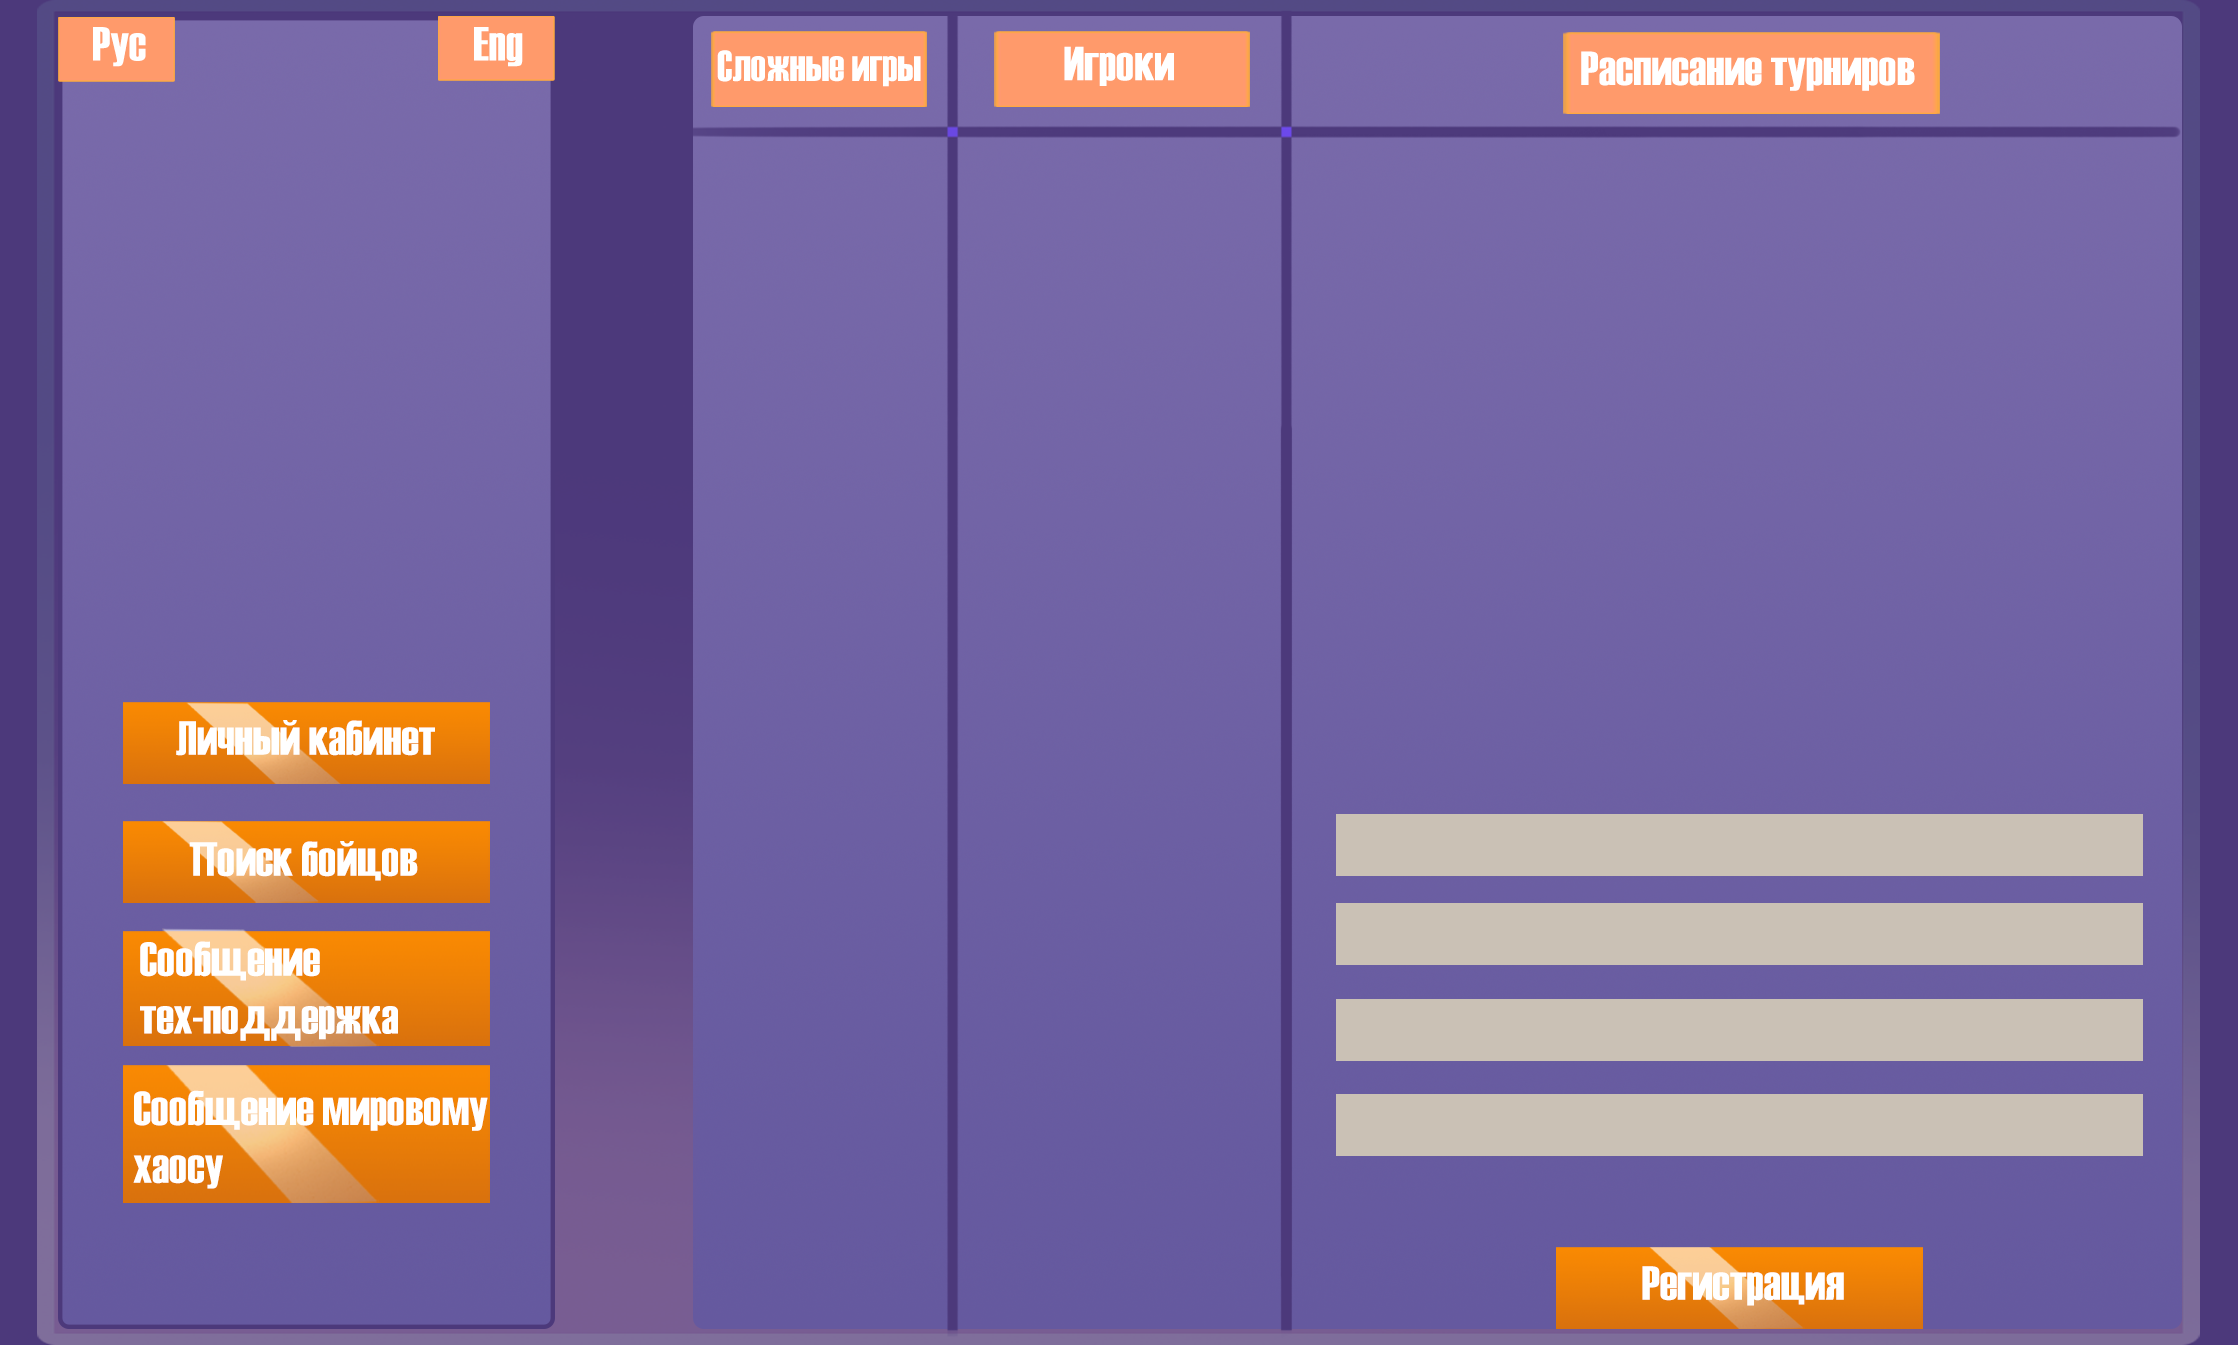 Рус
Eng
Сложные игры
Игроки
Расписание турниров
Личный кабинет
Поиск бойцов
Сообщение
тех-поддержка
Сообщение мировому
хаосу
Регистрация